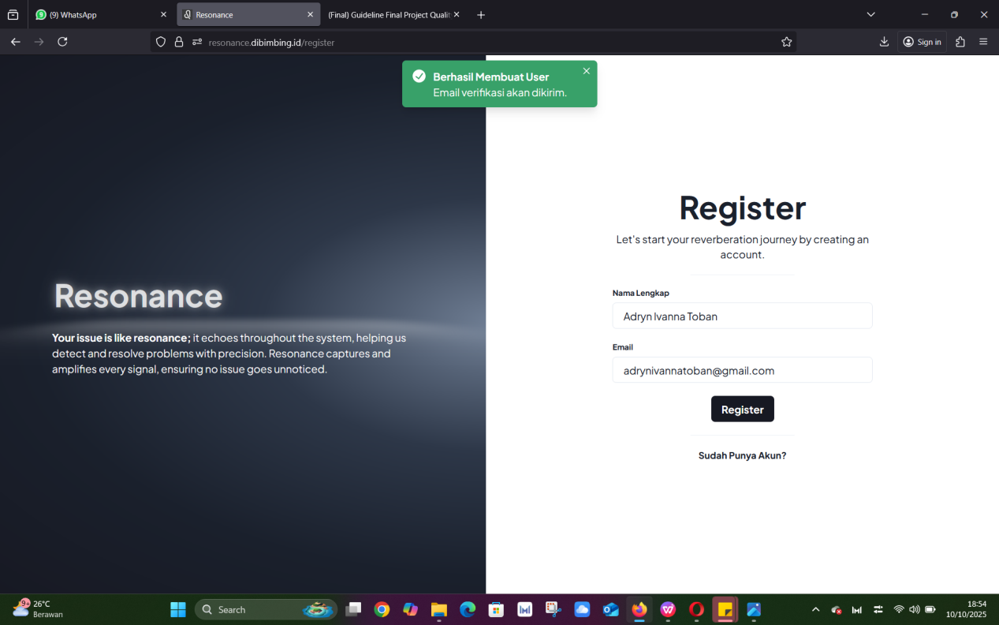 (9) WhatsApp
Resonance
(Final) Guideline Final Project Qualit
resonance.dibimbing.id/register
Sign in
Berhasil Membuat User
Email verifikasi akan dikirim.
Resonance
Your issue is like resonance; it echoes throughout the system, helping us
detect and resolve problems with precision. Resonance captures and
amplifies every signal, ensuring no issue goes unnoticed.
Register
Let's start your reverberation journey by creating an
account.
Nama Lengkap
Adryn Ivanna Toban
Email
adrynivannatoban@gmail.com
Register
Sudah Punya Akun?
9+
26°C
Berawan
Search
18:54
10/10/2025